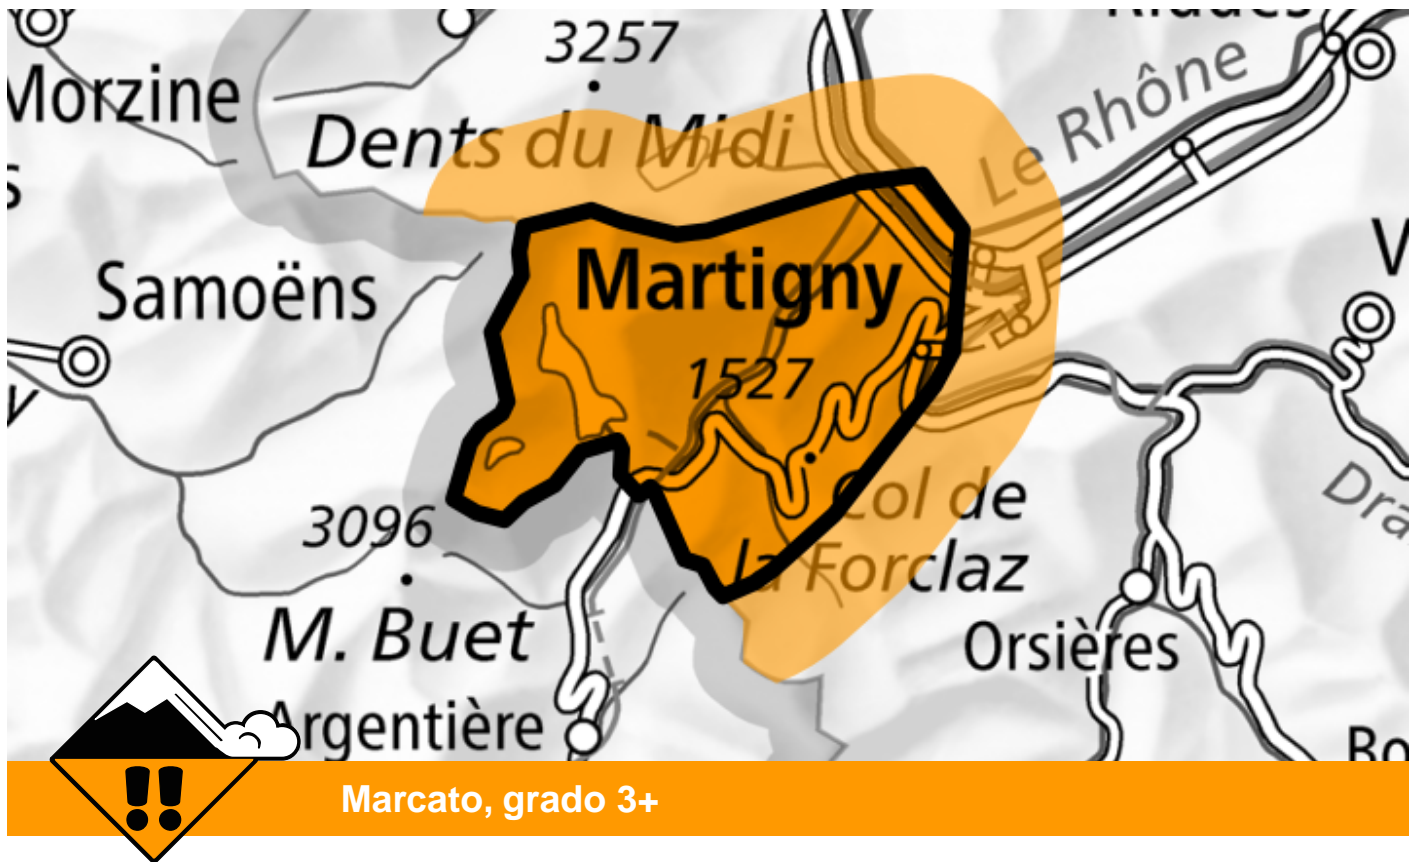 3257
Morzine
Dents du Midi
Le Rhône
Martigny
Samoëns
1527
3096
Col de
la Forclaz
M. Buet
Orsières
Argentière
Marcato, grado 3+